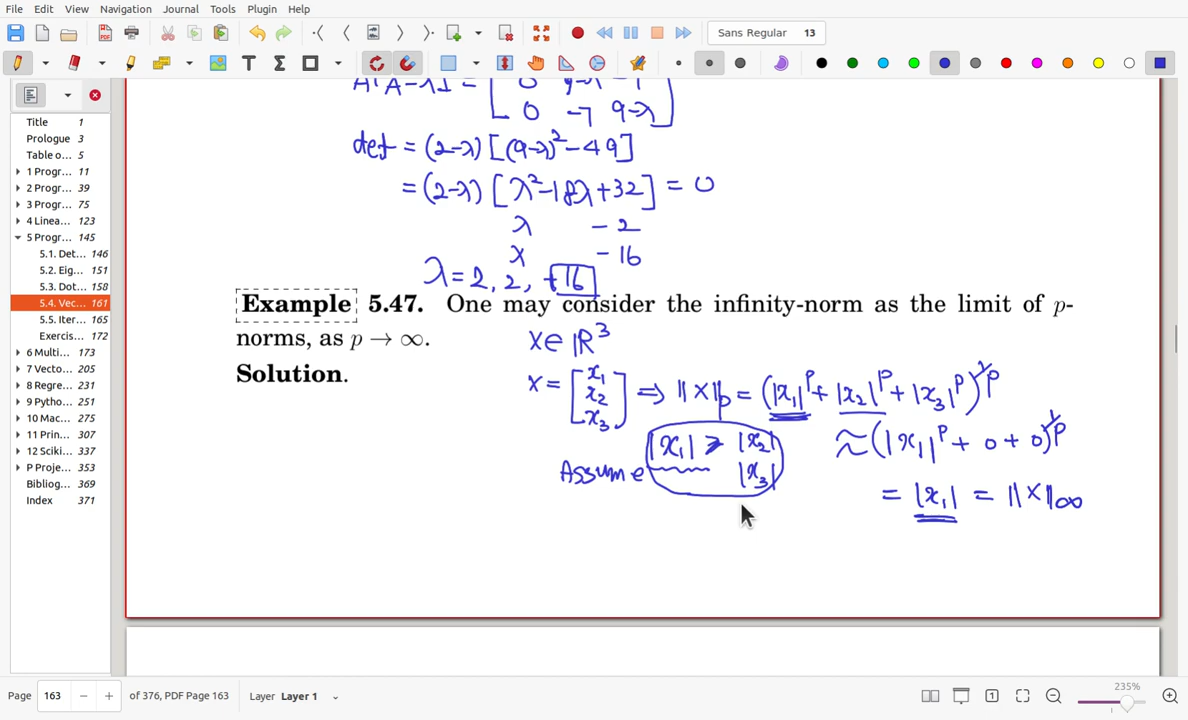 File Edit View Navigation Journal Tools Plugin Help
Sans Regular 13
Title 1
Prologue 3
Table o... 5
1 Progr... 11
2 Progr... 39
3 Progr... 75
4 Linea... 123
5 Progr... 145
5.1. Det... 146
5.2. Eig... 151
5.3. Dot... 158
5.4. Vec... 161
5.5. Iter... 165
Exercis... 172
6 Multi... 173
7 Vecto... 205
8 Regre... 231
9 Pytho... 251
10 Mac... 275
11 Prin... 307
12 Sciki... 337
P Proje... 353
Bibliog... 367
Index 371
0 -7 9-λ
det = (2-λ) [(9-λ)² - 49]
= (2-λ) [λ² - 18λ + 32] = 0
λ - 2
λ - 16
λ = 2, 2, +16
Example 5.47. One may consider the infinity-norm as the limit of p-
norms, as p → ∞.
x ∈ ℝ³
Solution.
x = [x₁ x₂ x₃] ⇒ ||x||p = (|x₁|^p + |x₂|^p + |x₃|^p)^1/p
Assume |x₁| > |x₂| |x₃|
≈ (|x₁|^p + 0 + 0)^1/p
= |x₁| = ||x||∞
Page 163 of 376, PDF Page 163 Layer Layer 1 235%